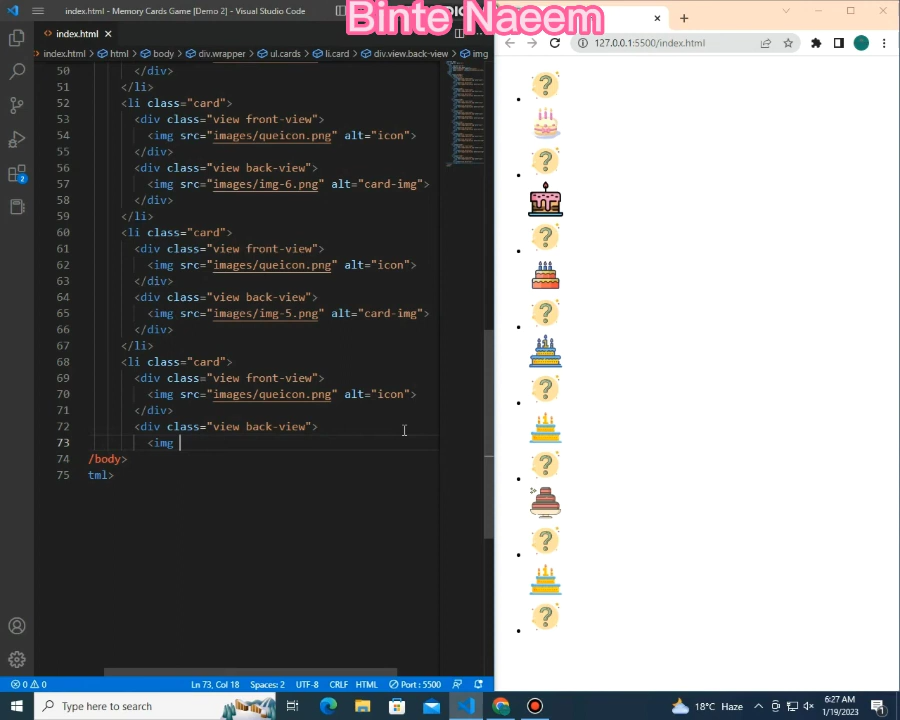 index.html - Memory Cards Game [Demo 2] - Visual Studio Code
Binte Naeem
index.html
index.html > html > body > div.wrapper > ul.cards > li.card > div.view.back-view > img
127.0.0.1:5500/index.html
50 </div>
51 </li>
52 <li class="card">
53 <div class="view front-view">
54 <img src="images/queicon.png" alt="icon">
55 </div>
56 <div class="view back-view">
57 <img src="images/img-6.png" alt="card-img">
58 </div>
59 </li>
60 <li class="card">
61 <div class="view front-view">
62 <img src="images/queicon.png" alt="icon">
63 </div>
64 <div class="view back-view">
65 <img src="images/img-5.png" alt="card-img">
66 </div>
67 </li>
68 <li class="card">
69 <div class="view front-view">
70 <img src="images/queicon.png" alt="icon">
71 </div>
72 <div class="view back-view">
73 <img
74 /body>
75 tml>
2
0 0 Ln 73, Col 18 Spaces: 2 UTF-8 CRLF HTML Port : 5500
Type here to search
18°C Haze
6:27 AM
1/19/2023
1